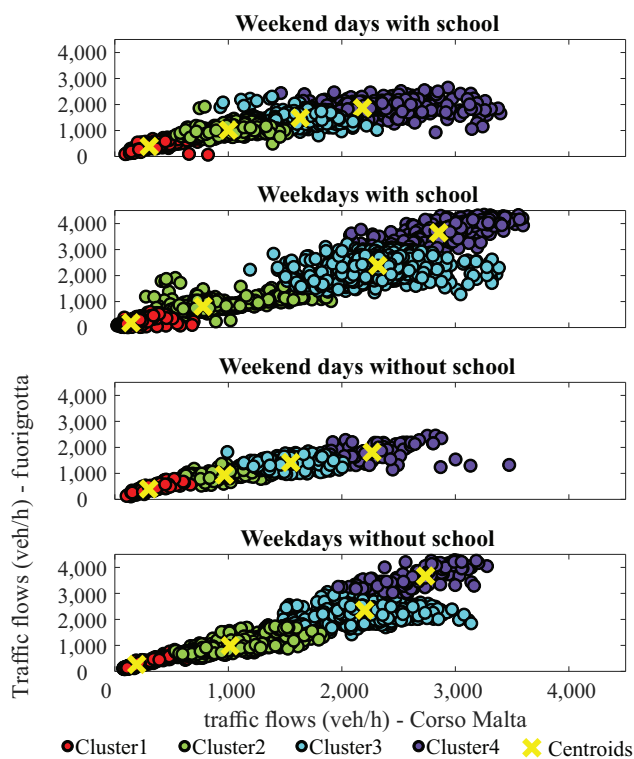 Weekend days with school
4,000
3,000
2,000
1,000
0
Weekdays with school
4,000
3,000
2,000
1,000
0
Weekend days without school
4,000
3,000
2,000
1,000
0
Weekdays without school
4,000
3,000
2,000
1,000
0
0 1,000 2,000 3,000 4,000
Traffic flows (veh/h) - fuorigrotta
traffic flows (veh/h) - Corso Malta
Cluster1 Cluster2 Cluster3 Cluster4 Centroids